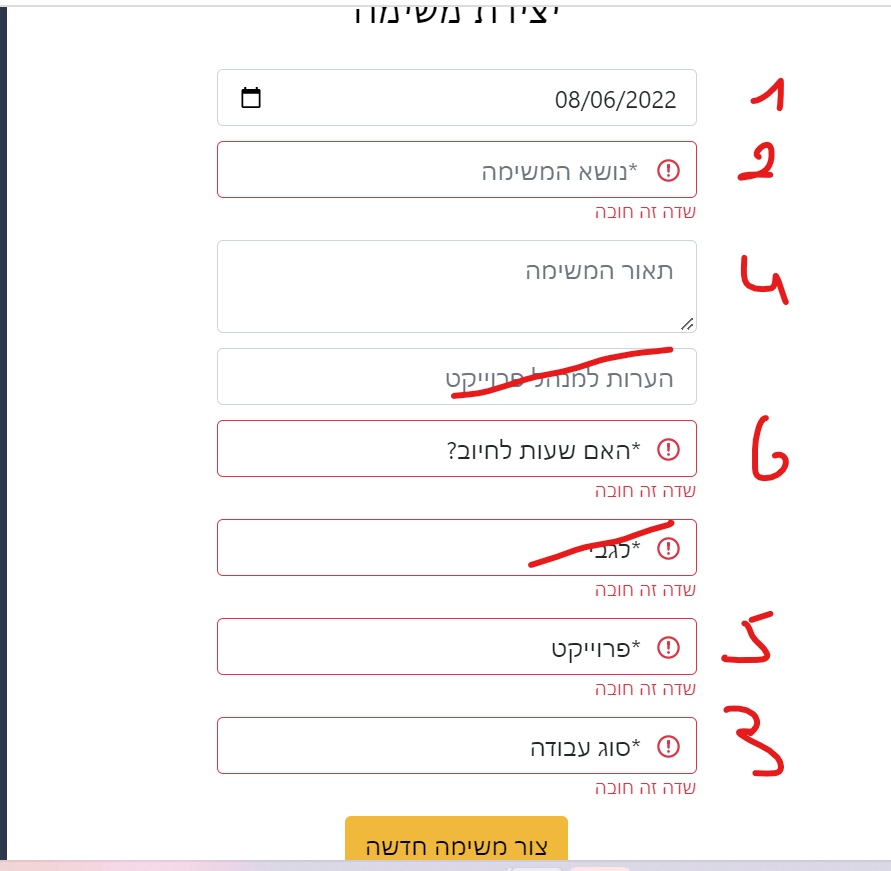 יצירת משימה
08/06/2022 1
*נושא המשימה 2
שדה זה חובה
תאור המשימה 4
הערות למנהל פרוייקט
*האם שעות לחיוב? 6
שדה זה חובה
*לגבי
שדה זה חובה
*פרוייקט 5
שדה זה חובה
*סוג עבודה 3
שדה זה חובה
צור משימה חדשה